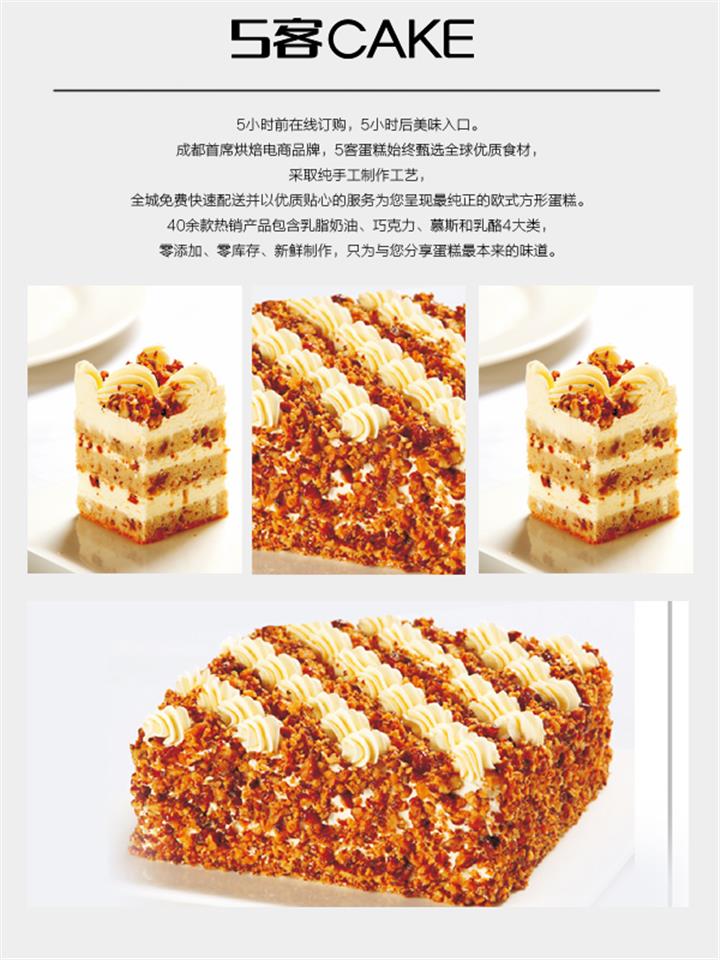 5客CAKE
5小时前在线订购，5小时后美味入口。
成都首席烘焙电商品牌，5客蛋糕始终甄选全球优质食材，
采取纯手工制作工艺，
全城免费快速配送并以优质贴心的服务为您呈现最纯正的欧式方形蛋糕。
40余款热销产品包含乳脂奶油、巧克力、慕斯和乳酪4大类，
零添加、零库存、新鲜制作，只为与您分享蛋糕最本来的味道。